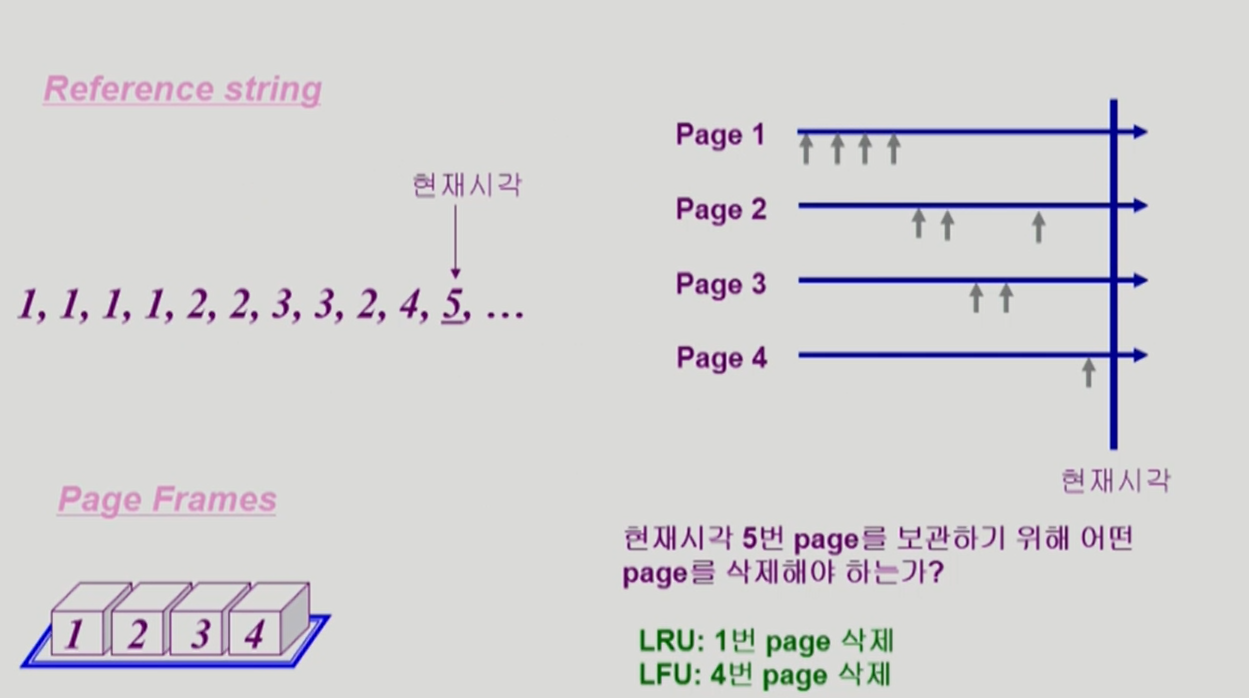 Reference string
현재시각
1, 1, 1, 1, 2, 2, 3, 3, 2, 4, 5, ...
Page Frames
1 2 3 4
Page 1
Page 2
Page 3
Page 4
현재시각
현재시각 5번 page를 보관하기 위해 어떤
page를 삭제해야 하는가?
LRU: 1번 page 삭제
LFU: 4번 page 삭제